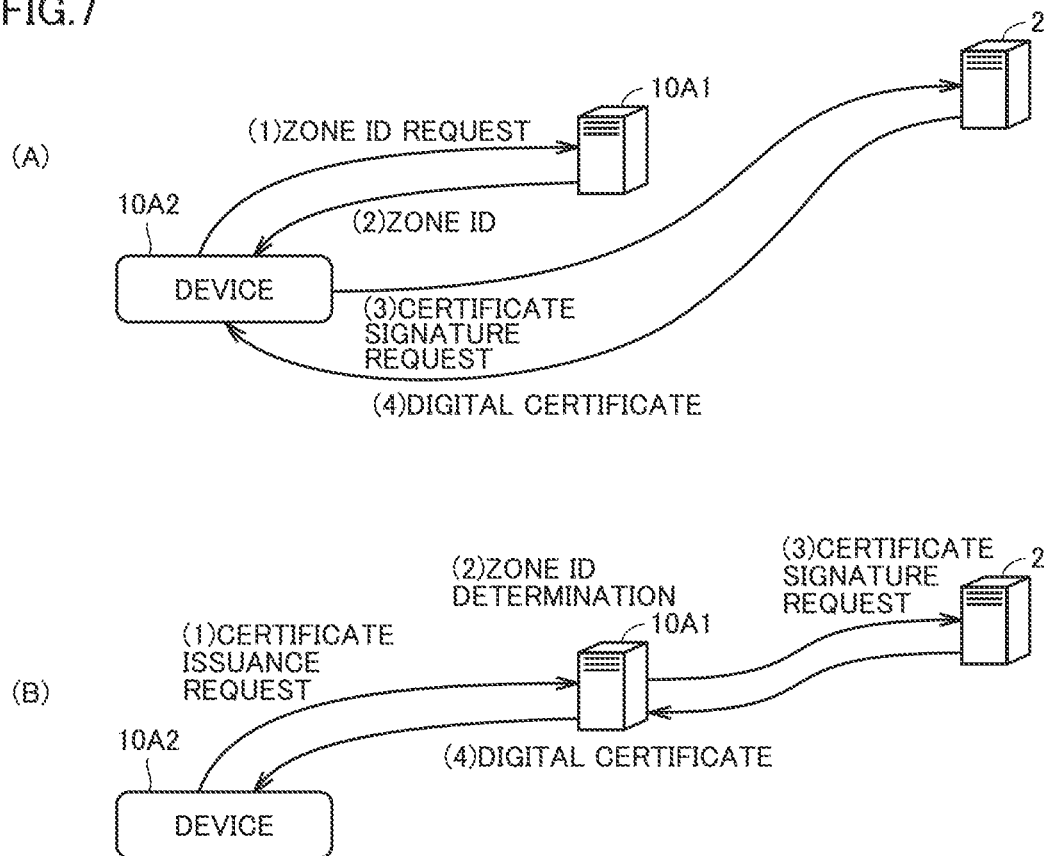 FIG.7
2
10A1
(1)ZONE ID REQUEST
(A)
10A2
(2)ZONE ID
DEVICE
(3)CERTIFICATE
SIGNATURE
REQUEST
(4)DIGITAL CERTIFICATE
(3)CERTIFICATE
SIGNATURE
REQUEST
2
(2)ZONE ID
DETERMINATION
10A1
(1)CERTIFICATE
ISSUANCE
REQUEST
(B)
10A2
(4)DIGITAL CERTIFICATE
DEVICE